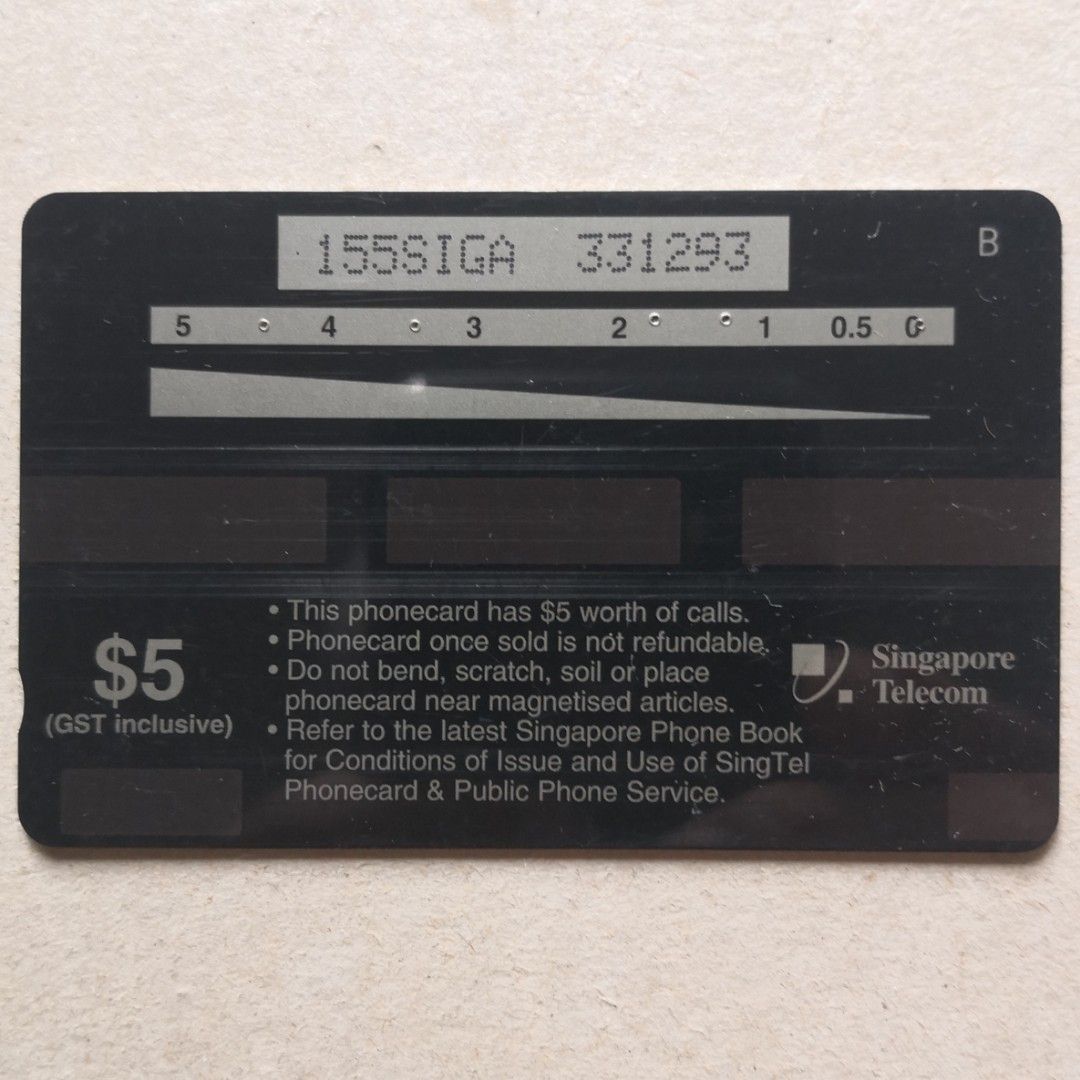 155SIGA 331293
B
5 4 3 2 1 0.5 0
• This phonecard has $5 worth of calls.
• Phonecard once sold is not refundable.
• Do not bend, scratch, soil or place
phonecard near magnetised articles.
• Refer to the latest Singapore Phone Book
for Conditions of Issue and Use of SingTel
Phonecard & Public Phone Service.
$5
(GST inclusive)
Singapore
Telecom